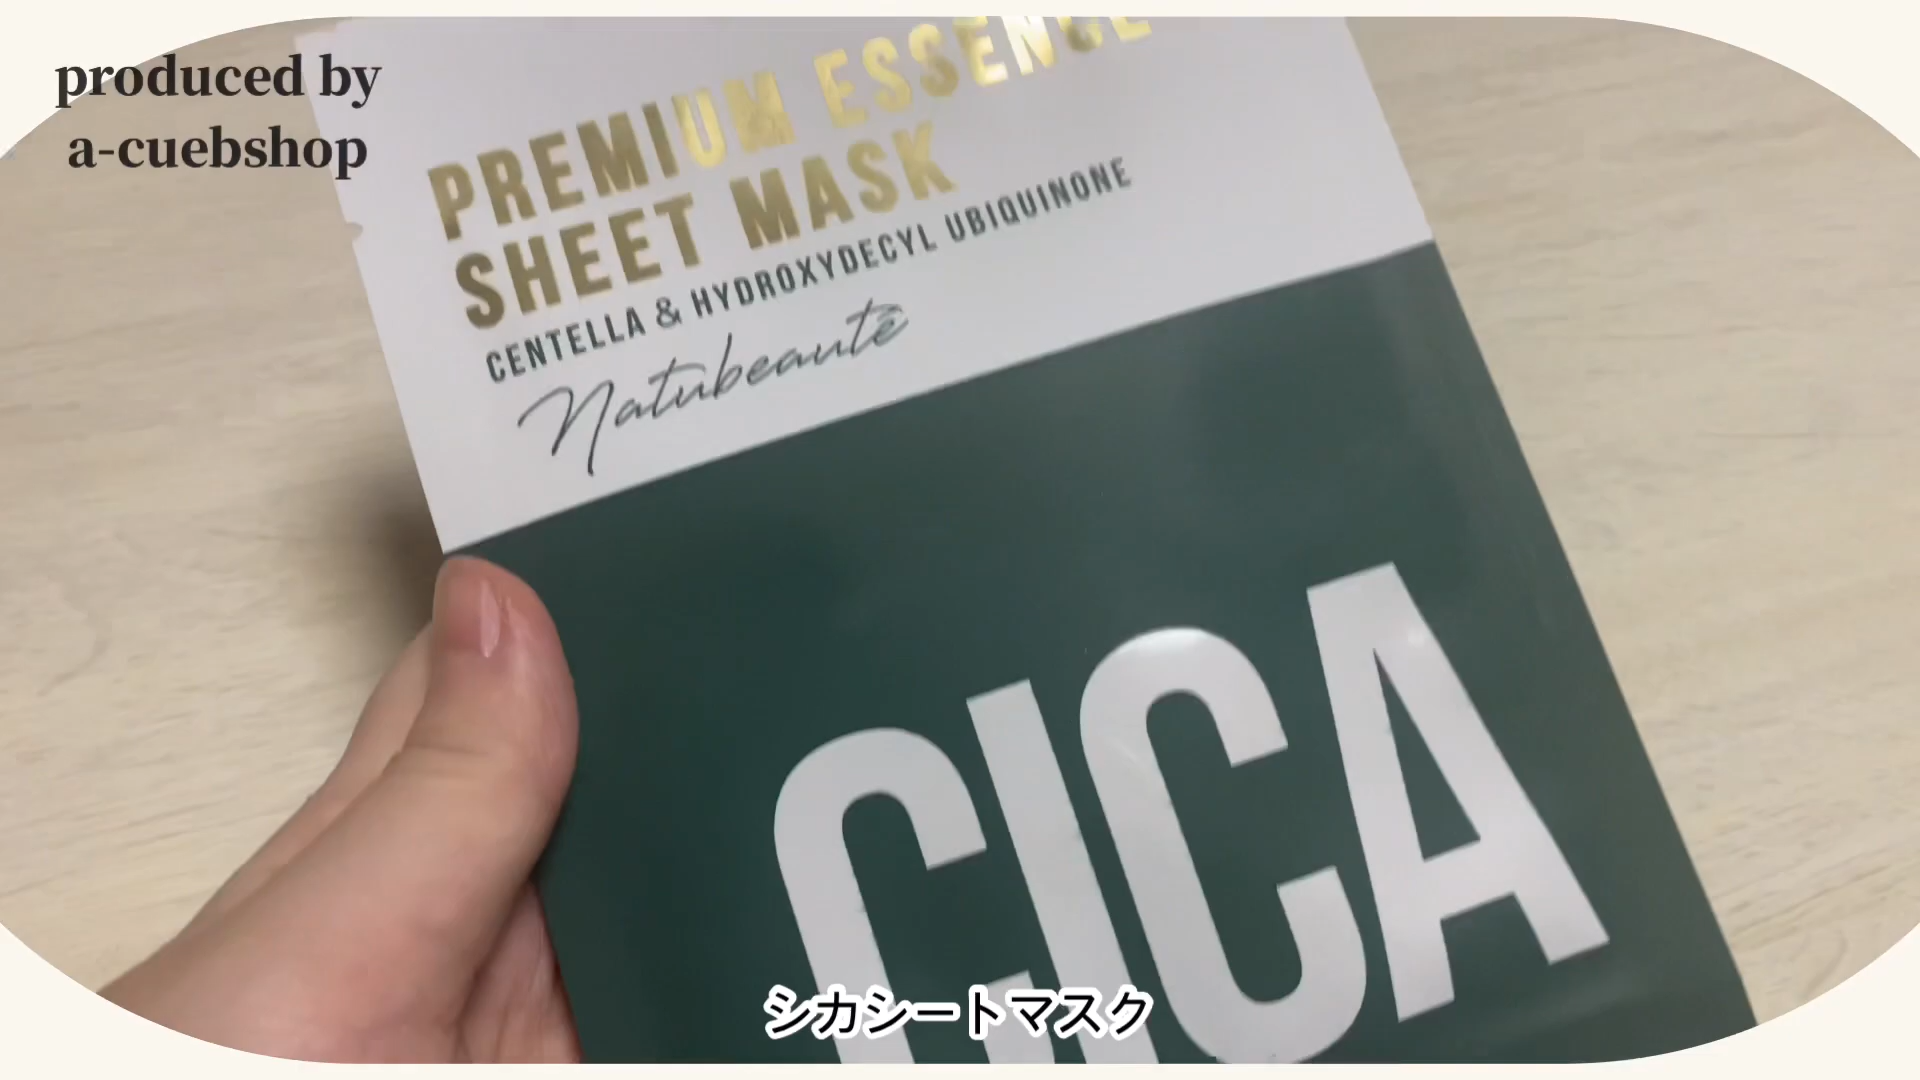 produced by
a-cuebshop
PREMIUM ESSENCE
SHEET MASK
CENTELLA & HYDROXYDECYL UBIQUINONE
Natubeauté
CICA
シカシートマスク